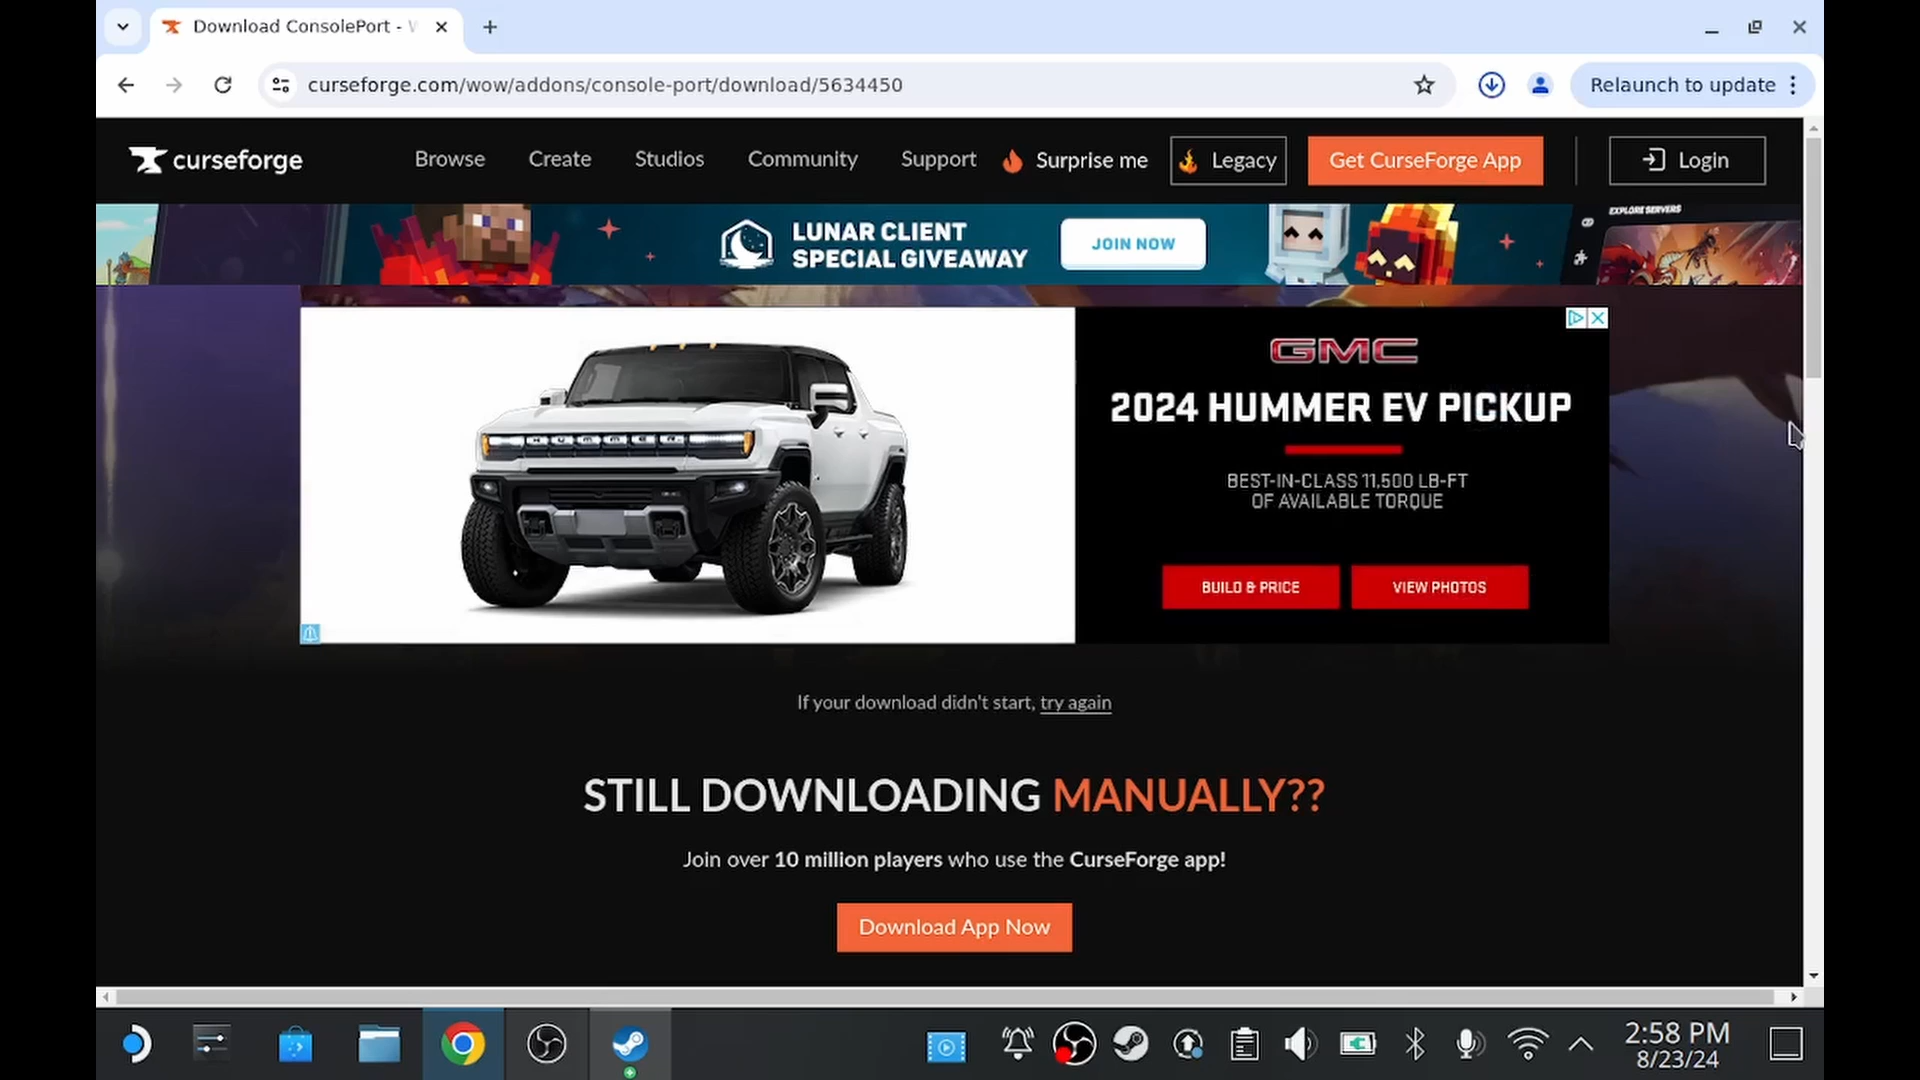 Download ConsolePort - W
curseforge.com/wow/addons/console-port/download/5634450
Relaunch to update
curseforge
Browse
Create
Studios
Community
Support
Surprise me
Legacy
Get CurseForge App
Login
LUNAR CLIENT
SPECIAL GIVEAWAY
JOIN NOW
EXPLORE SERVERS
GMC
2024 HUMMER EV PICKUP
BEST-IN-CLASS 11,500 LB-FT
OF AVAILABLE TORQUE
BUILD & PRICE
VIEW PHOTOS
HUMMER
If your download didn't start, try again
STILL DOWNLOADING MANUALLY??
Join over 10 million players who use the CurseForge app!
Download App Now
2:58 PM
8/23/24